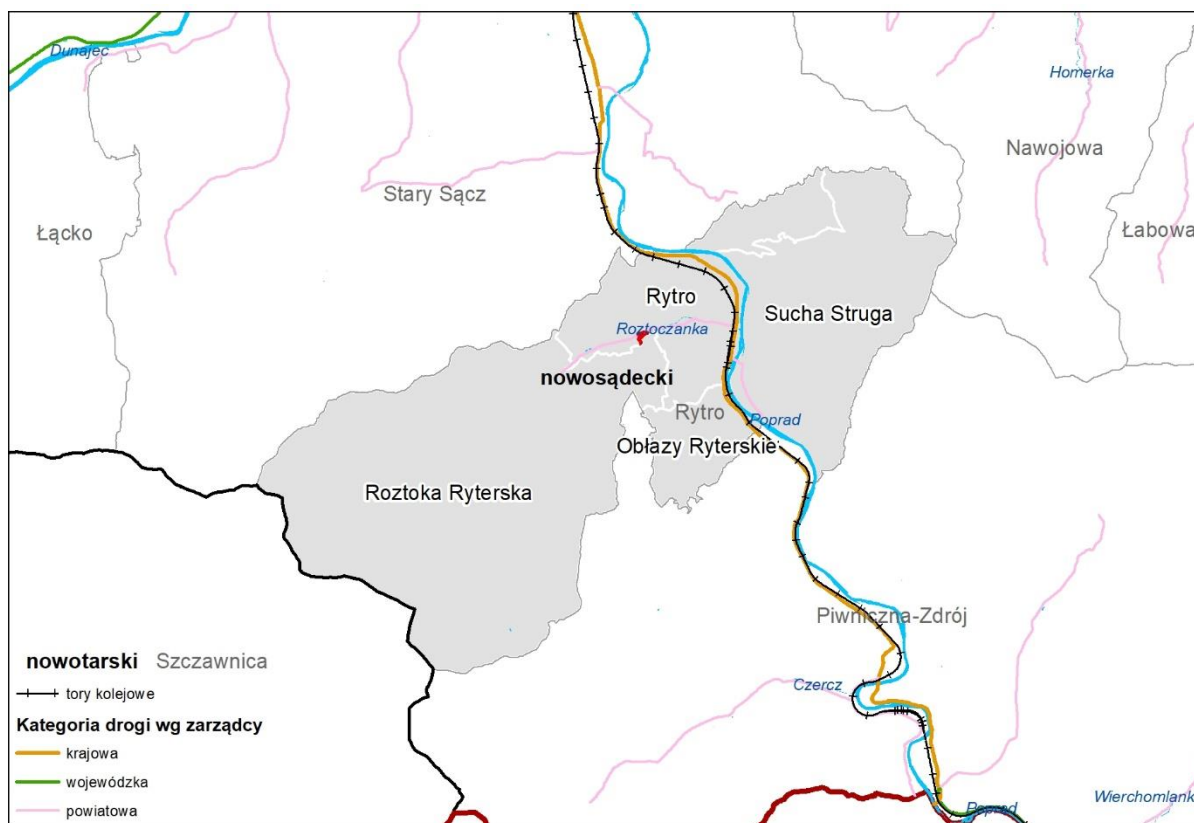 Dunajec
Homerka
Nawojowa
Stary Sącz
Łącko
Łabowa
Rytro
Sucha Struga
Roztoczanka
nowosądecki
Rytro
Poprad
Obłazy Ryterskie
Roztoka Ryterska
Piwniczna-Zdrój
nowotarski Szczawnica
Czercz
tory kolejowe
Kategoria drogi wg zarządcy
krajowa
wojewódzka
powiatowa
Wierchomlank
Poprad